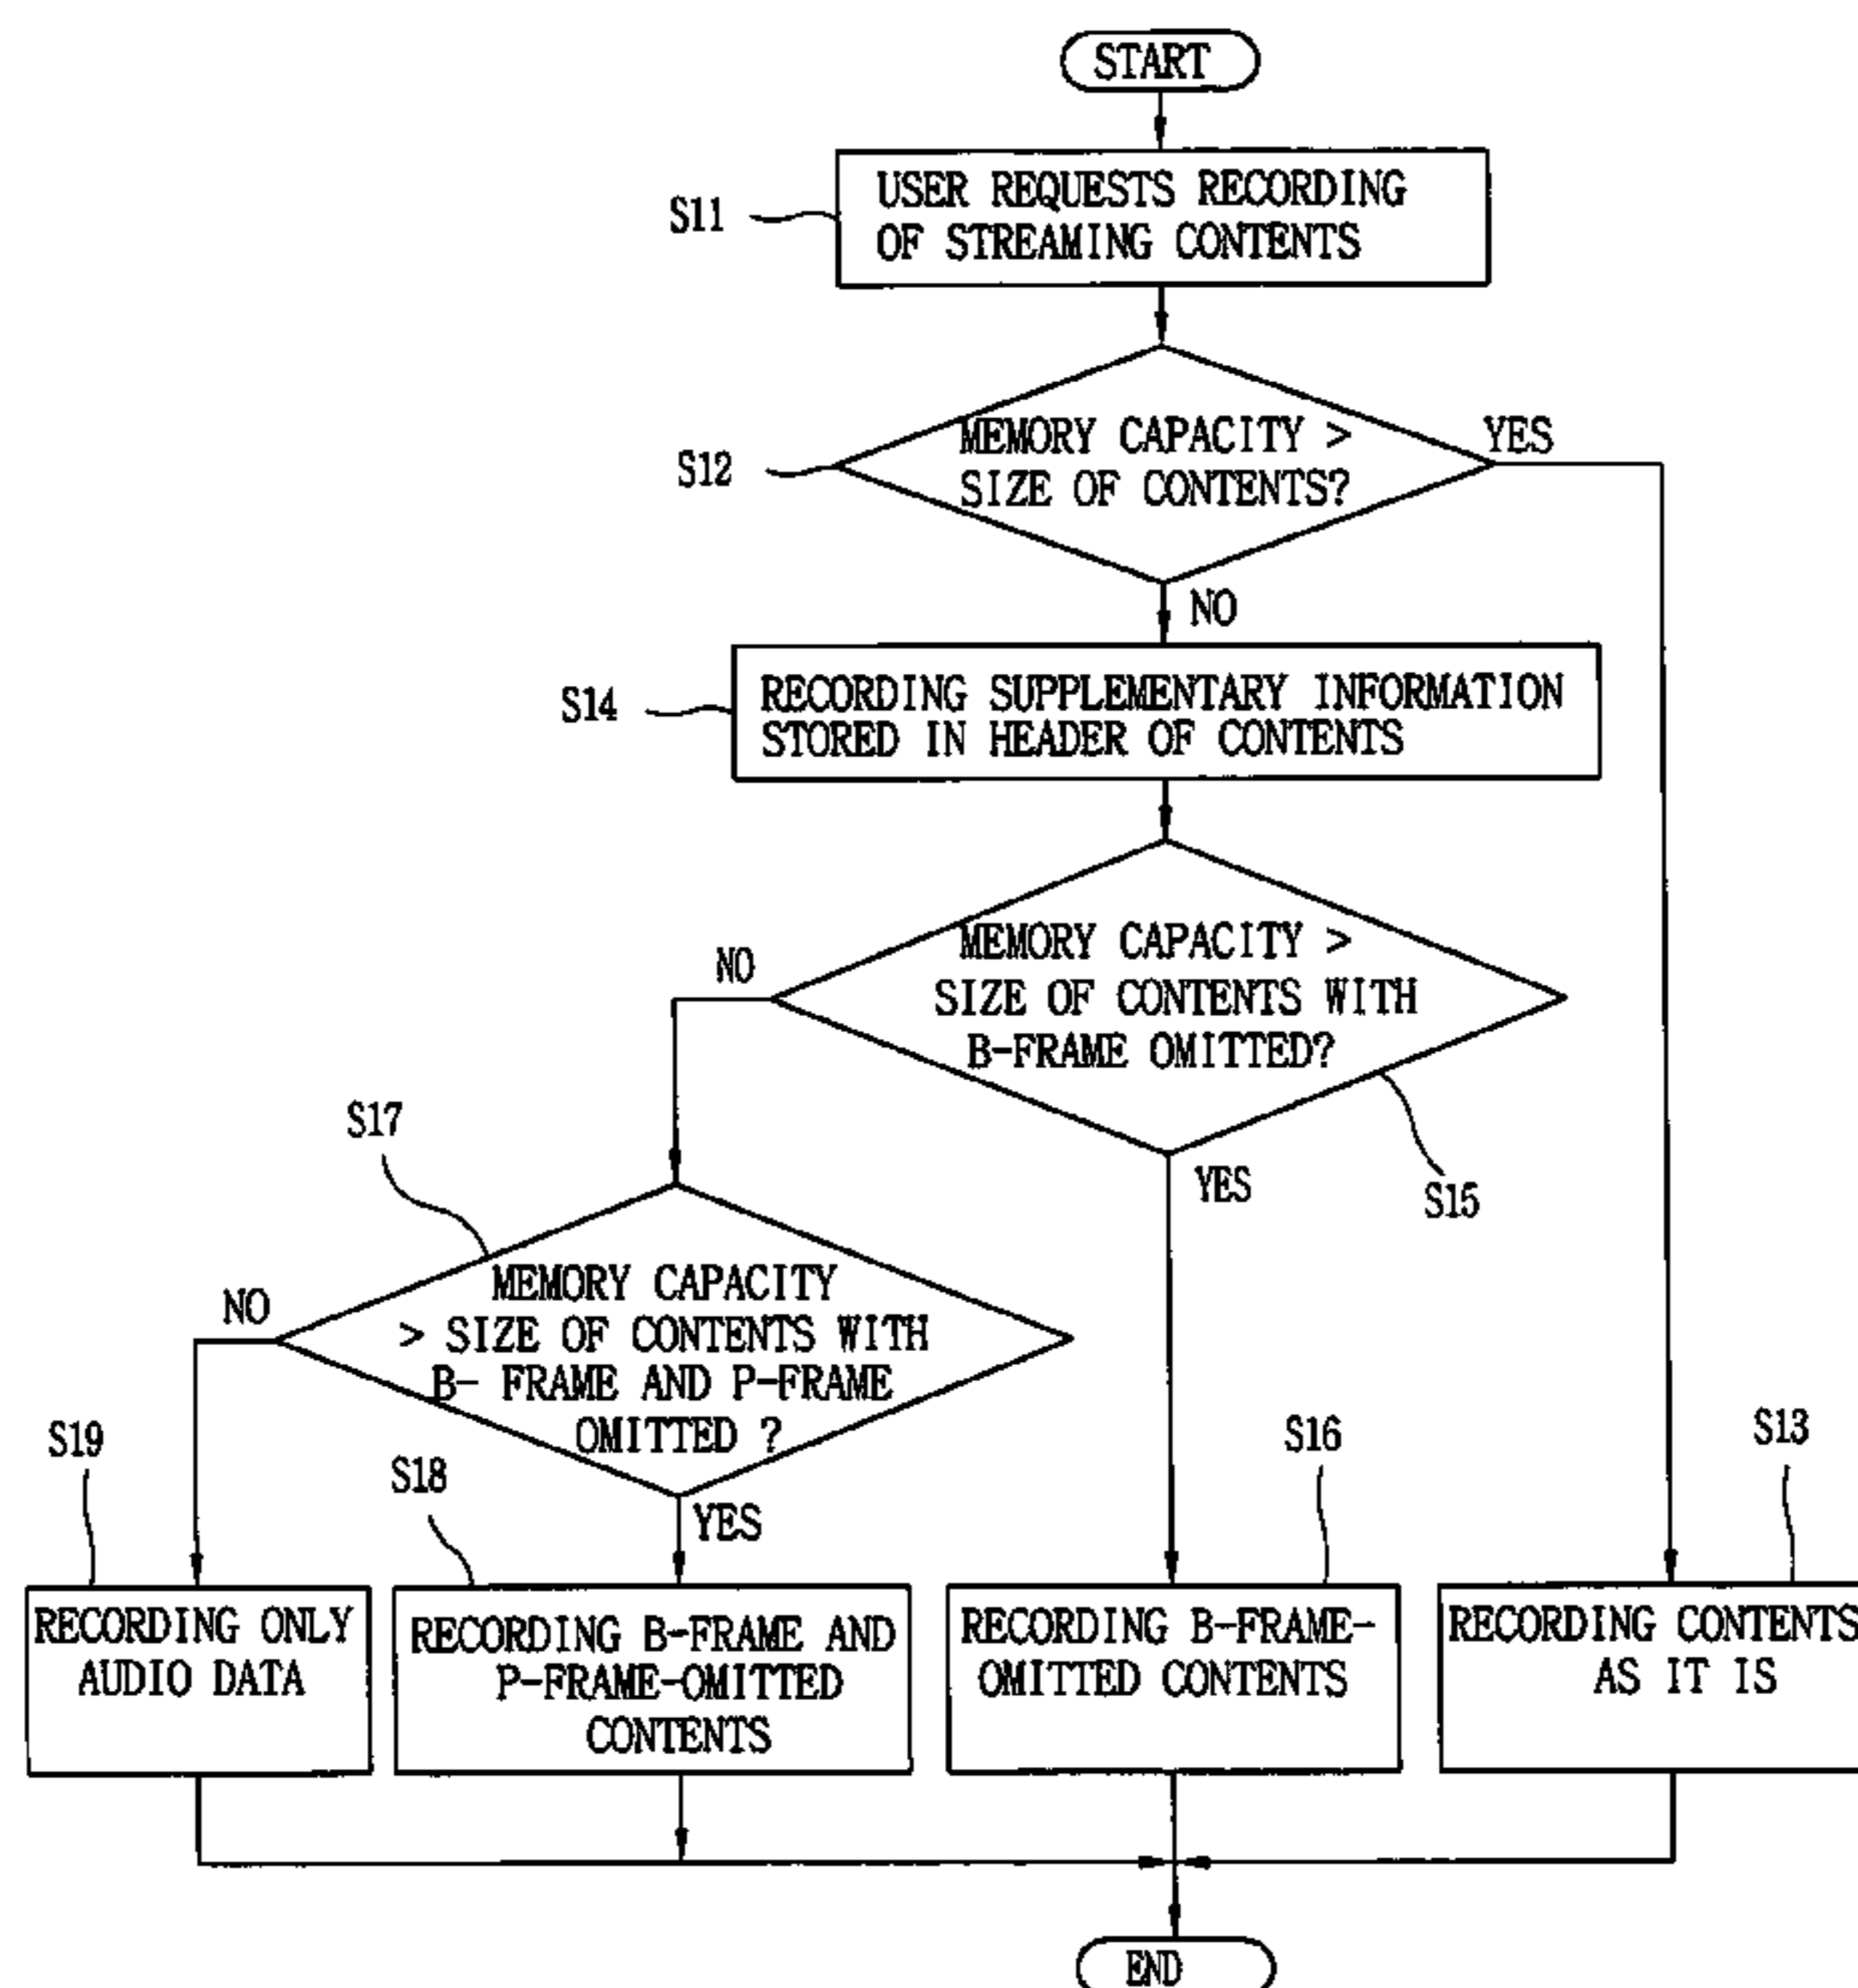 START
S11
USER REQUESTS RECORDING
OF STREAMING CONTENTS
S12
MEMORY CAPACITY >
SIZE OF CONTENTS?
YES
NO
S14
RECORDING SUPPLEMENTARY INFORMATION
STORED IN HEADER OF CONTENTS
MEMORY CAPACITY >
SIZE OF CONTENTS WITH
B-FRAME OMITTED?
NO
YES
S15
S17
MEMORY CAPACITY
> SIZE OF CONTENTS WITH
B- FRAME AND P-FRAME
OMITTED ?
NO
YES
S19
RECORDING ONLY
AUDIO DATA
S18
RECORDING B-FRAME AND
P-FRAME-OMITTED
CONTENTS
S16
RECORDING B-FRAME-
OMITTED CONTENTS
S13
RECORDING CONTENTS
AS IT IS
END